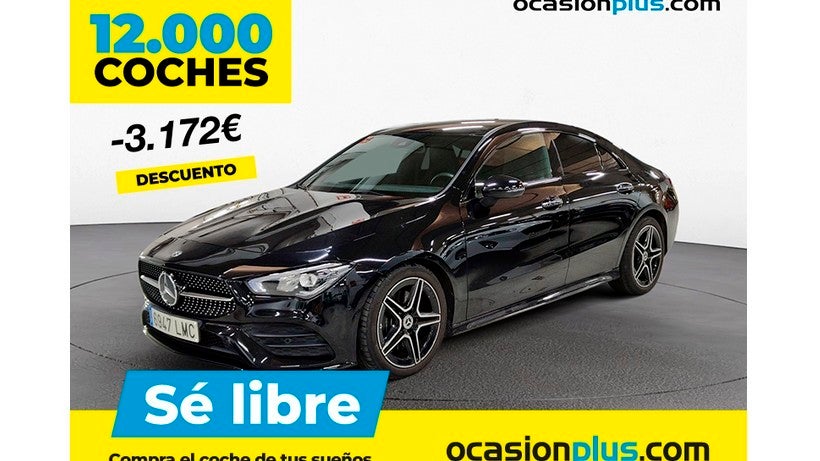 ocasionplus.com
12.000
COCHES
-3.172€
DESCUENTO
LMC
Sé libre
Compra el coche de tus sueños
ocasionplus.com